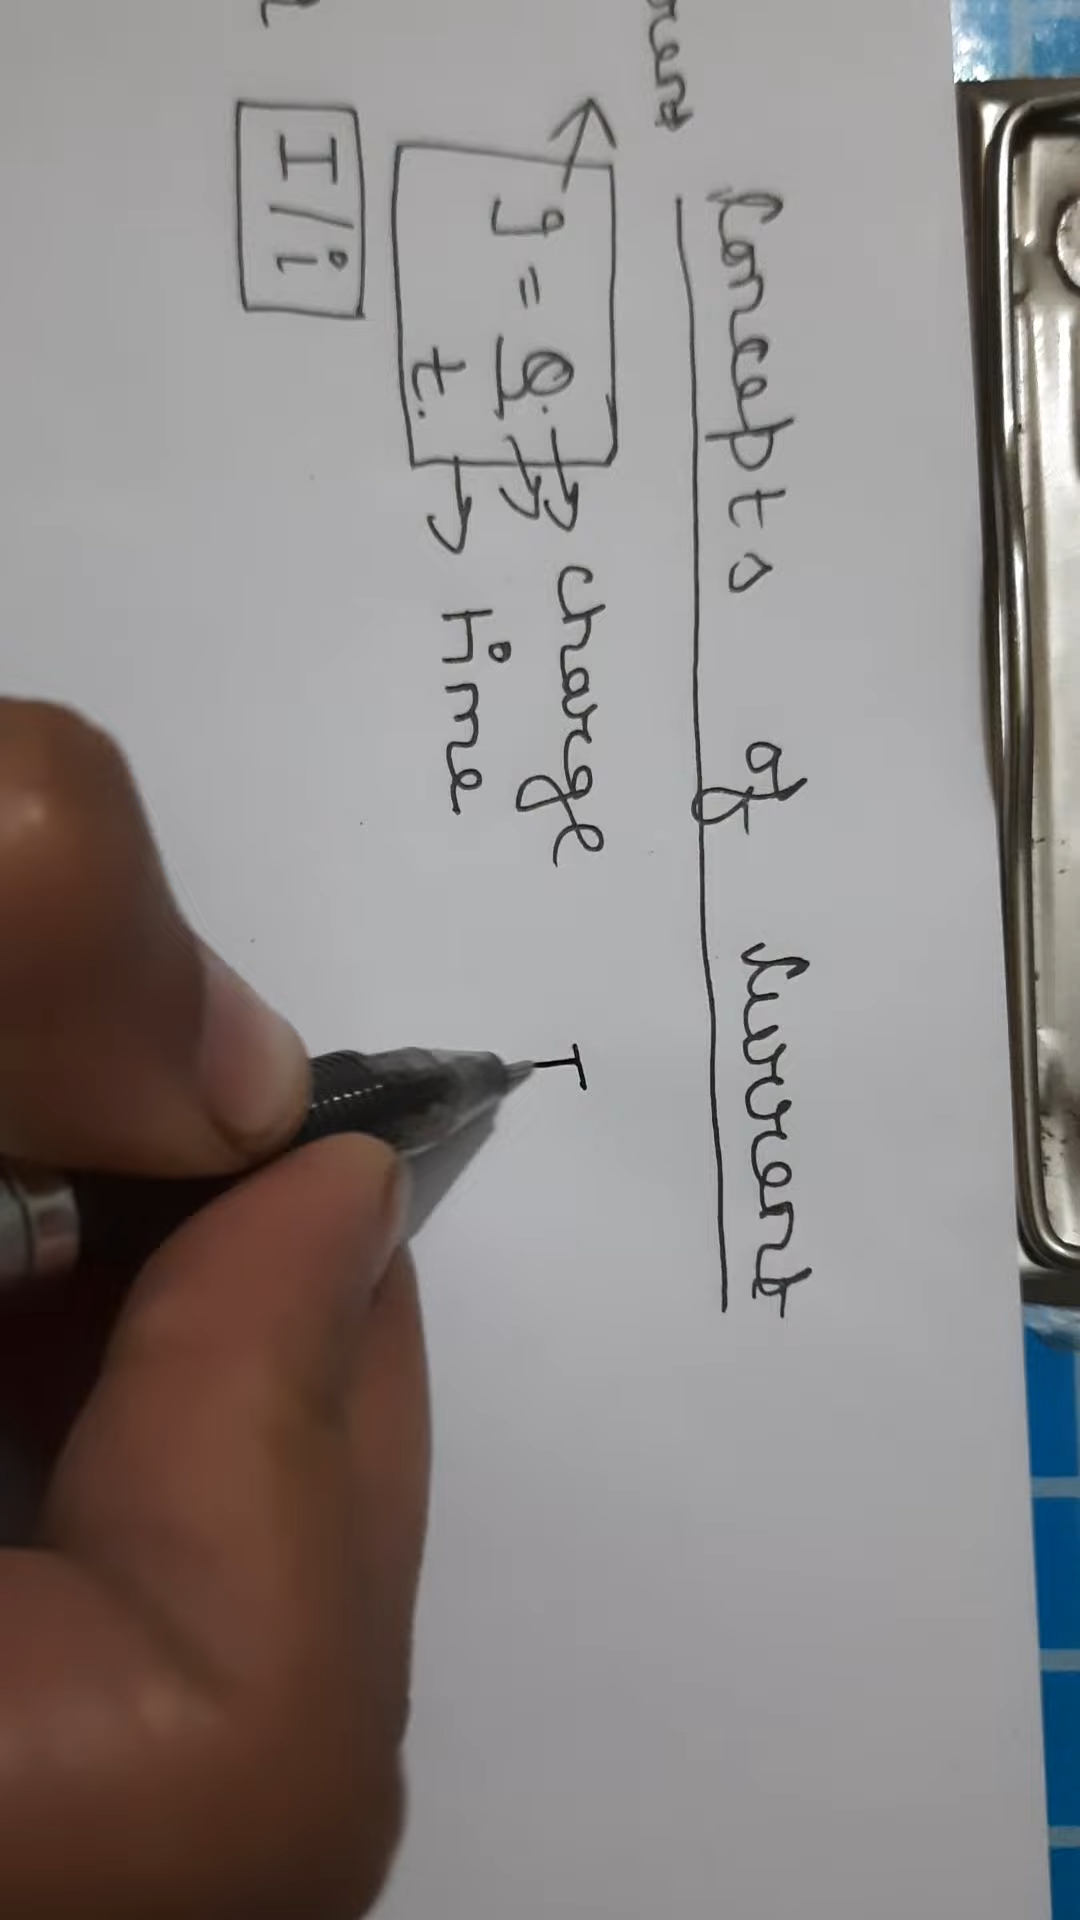 Concepts of Current
I = Q → charge
t. → time
I/i
I